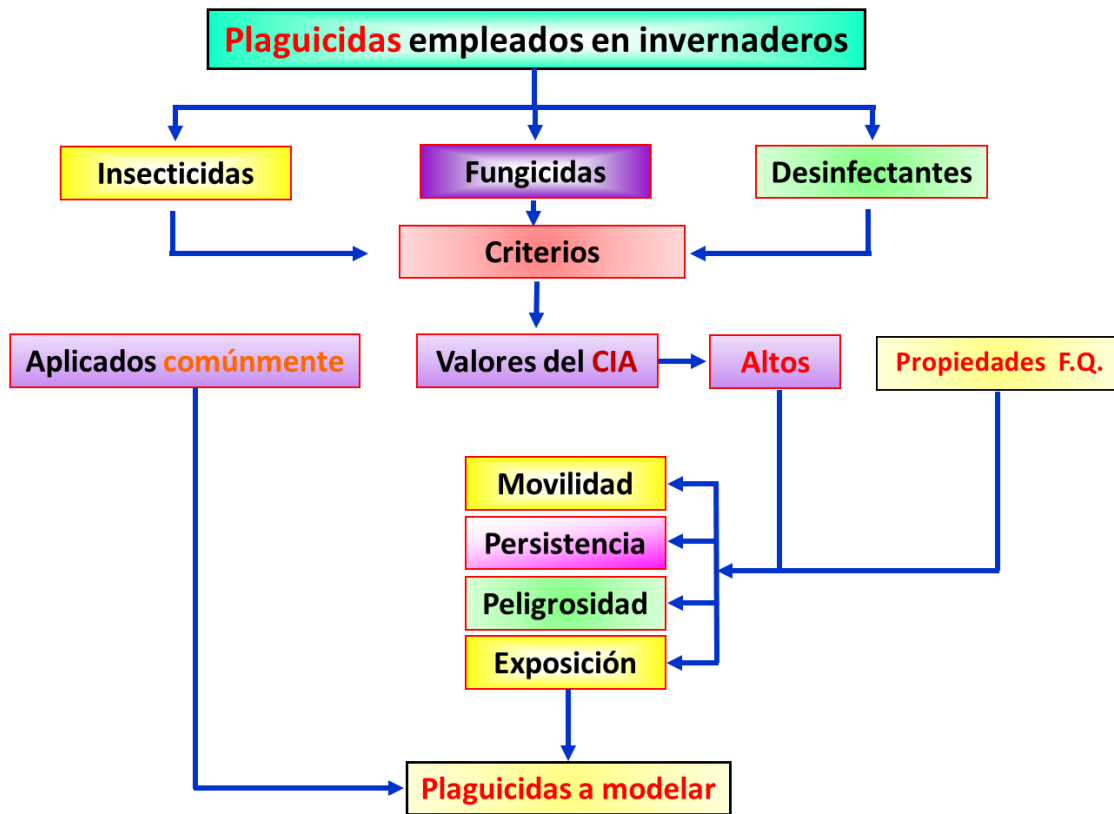 Plaguicidas empleados en invernaderos
Insecticidas
Fungicidas
Desinfectantes
Criterios
Aplicados comúnmente
Valores del CIA
Altos
Propiedades F.Q.
Movilidad
Persistencia
Peligrosidad
Exposición
Plaguicidas a modelar